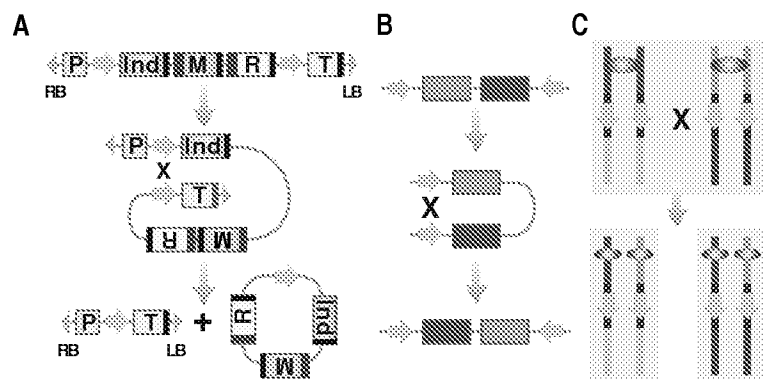 A
B
C
P Ind M R T
RB LB
P Ind
X
T
R M
X
X
P T + R Ind M
RB LB